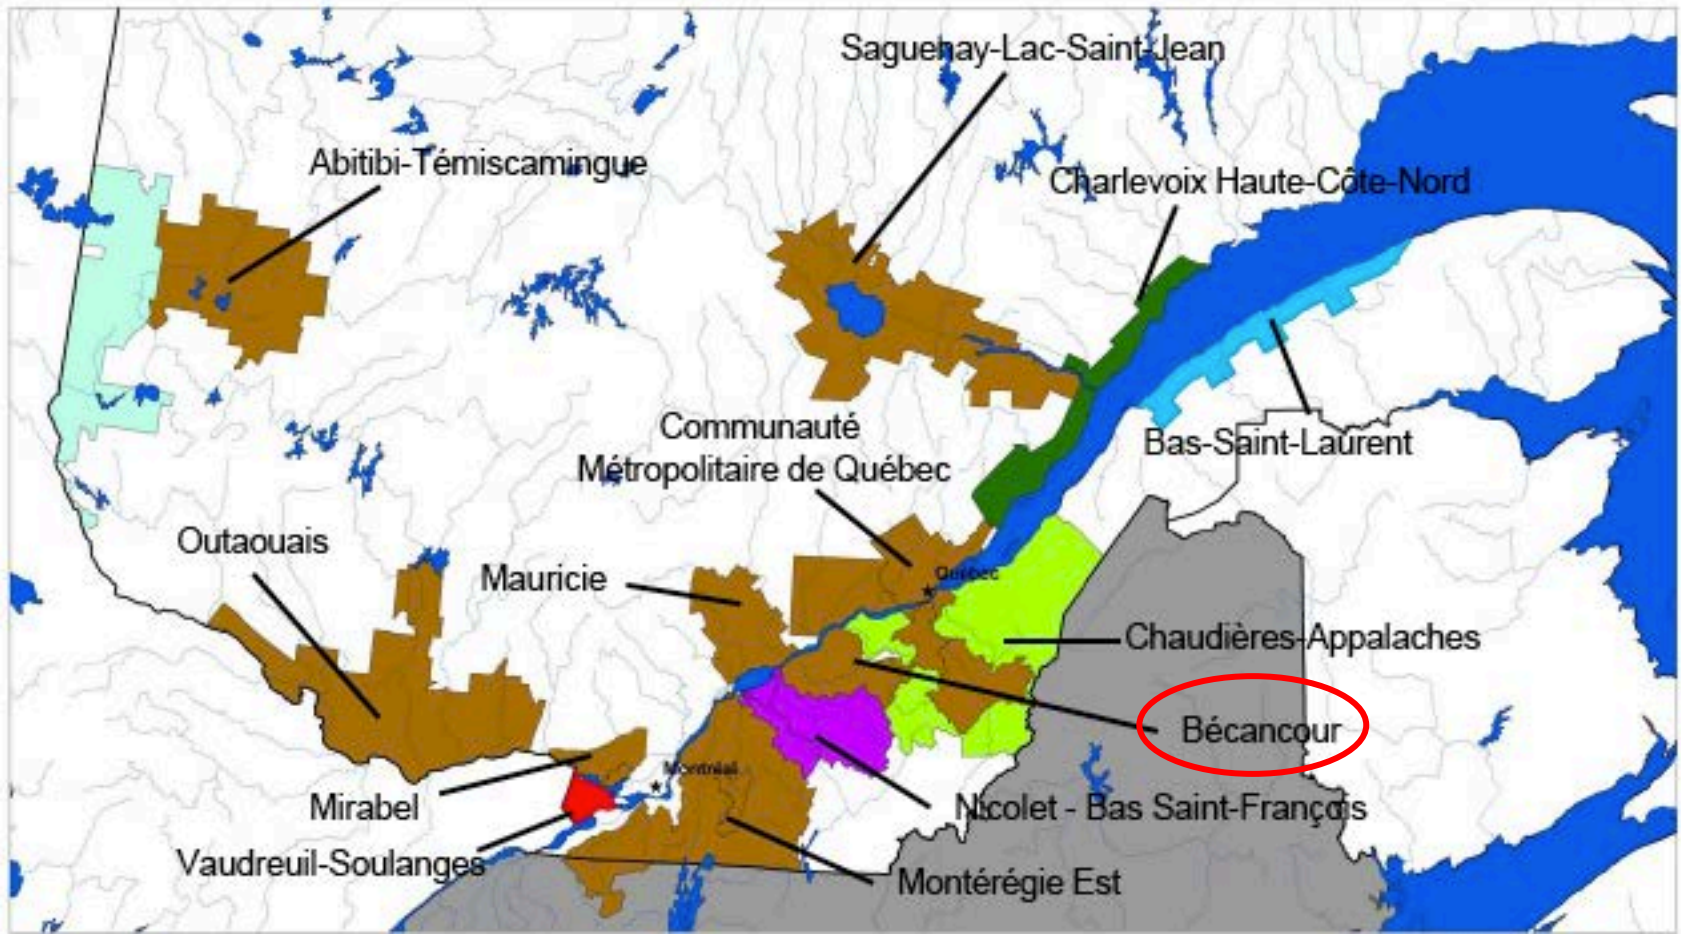 Saguenay-Lac-Saint-Jean
Abitibi-Témiscamingue
Charlevoix Haute-Côte-Nord
Communauté
Métropolitaire de Québec
Bas-Saint-Laurent
Outaouais
Mauricie
Québec
Chaudières-Appalaches
Bécancour
Montréal
Mirabel
Nicolet - Bas Saint-François
Vaudreuil-Soulanges
Montérégie Est